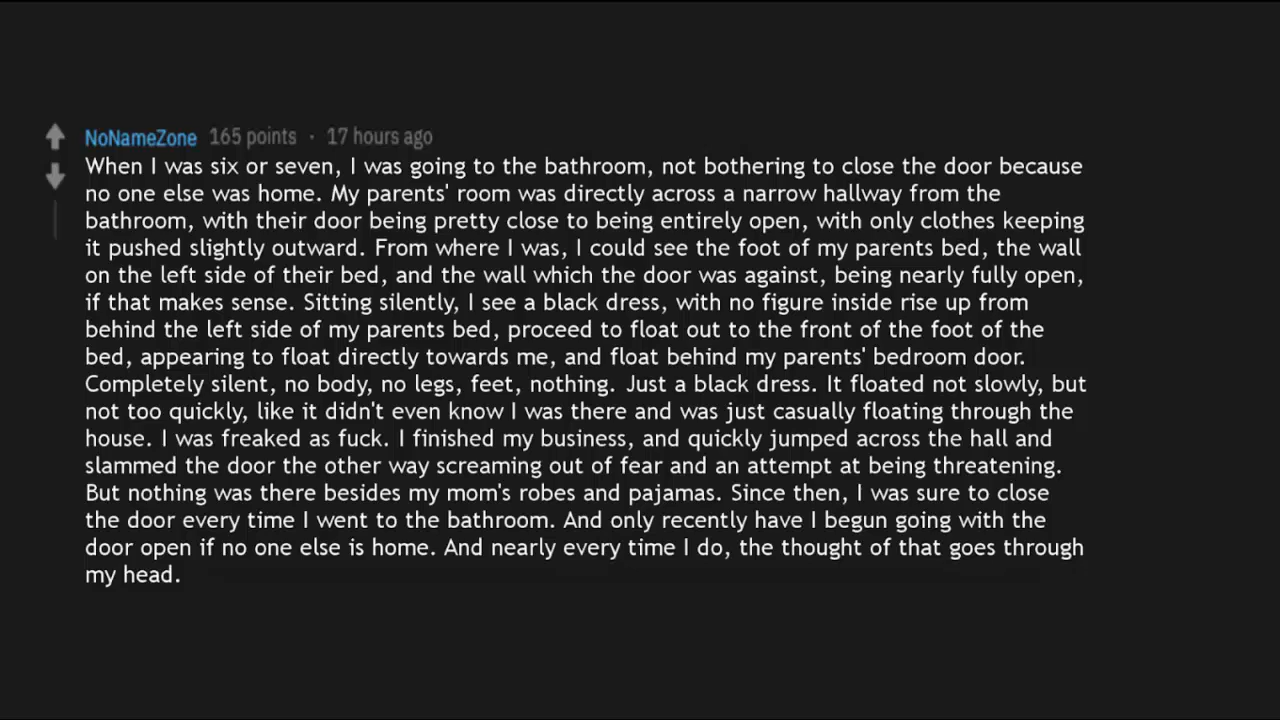 NoNameZone 165 points · 17 hours ago
When I was six or seven, I was going to the bathroom, not bothering to close the door because
no one else was home. My parents' room was directly across a narrow hallway from the
bathroom, with their door being pretty close to being entirely open, with only clothes keeping
it pushed slightly outward. From where I was, I could see the foot of my parents bed, the wall
on the left side of their bed, and the wall which the door was against, being nearly fully open,
if that makes sense. Sitting silently, I see a black dress, with no figure inside rise up from
behind the left side of my parents bed, proceed to float out to the front of the foot of the
bed, appearing to float directly towards me, and float behind my parents' bedroom door.
Completely silent, no body, no legs, feet, nothing. Just a black dress. It floated not slowly, but
not too quickly, like it didn't even know I was there and was just casually floating through the
house. I was freaked as fuck. I finished my business, and quickly jumped across the hall and
slammed the door the other way screaming out of fear and an attempt at being threatening.
But nothing was there besides my mom's robes and pajamas. Since then, I was sure to close
the door every time I went to the bathroom. And only recently have I begun going with the
door open if no one else is home. And nearly every time I do, the thought of that goes through
my head.